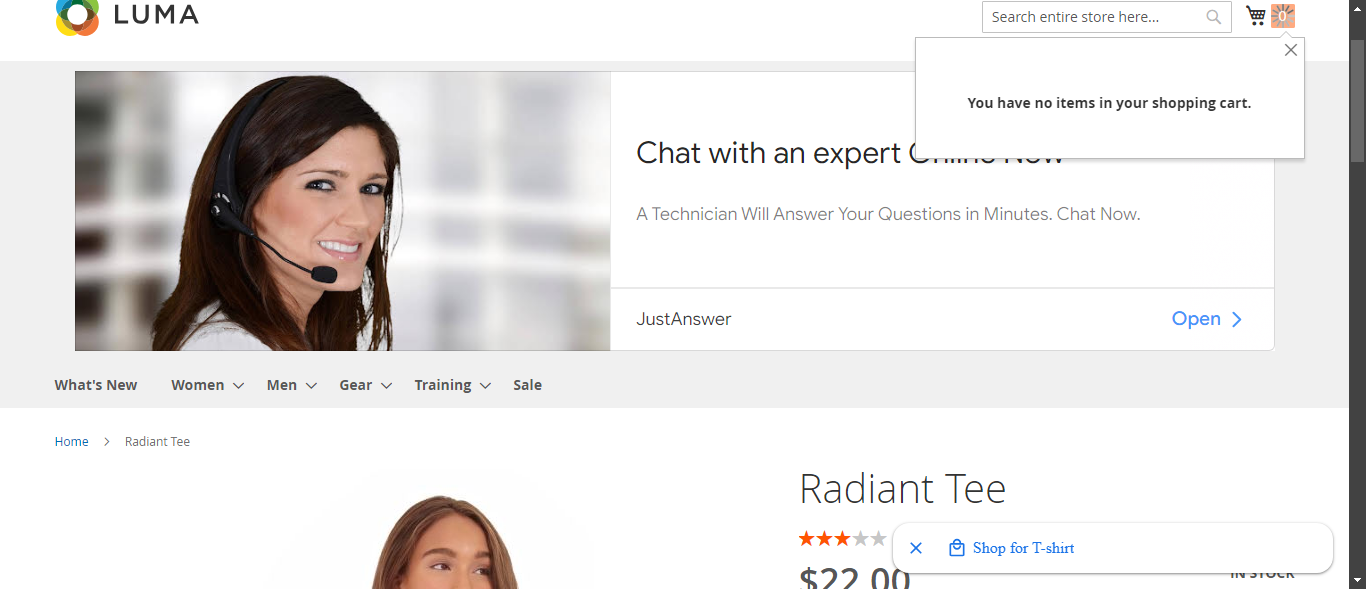 LUMA
Search entire store here...
0
You have no items in your shopping cart.
Chat with an expert Online Now
A Technician Will Answer Your Questions in Minutes. Chat Now.
JustAnswer
Open
What's New Women Men Gear Training Sale
Home Radiant Tee
Radiant Tee
Shop for T-shirt
$22.00
IN STOCK